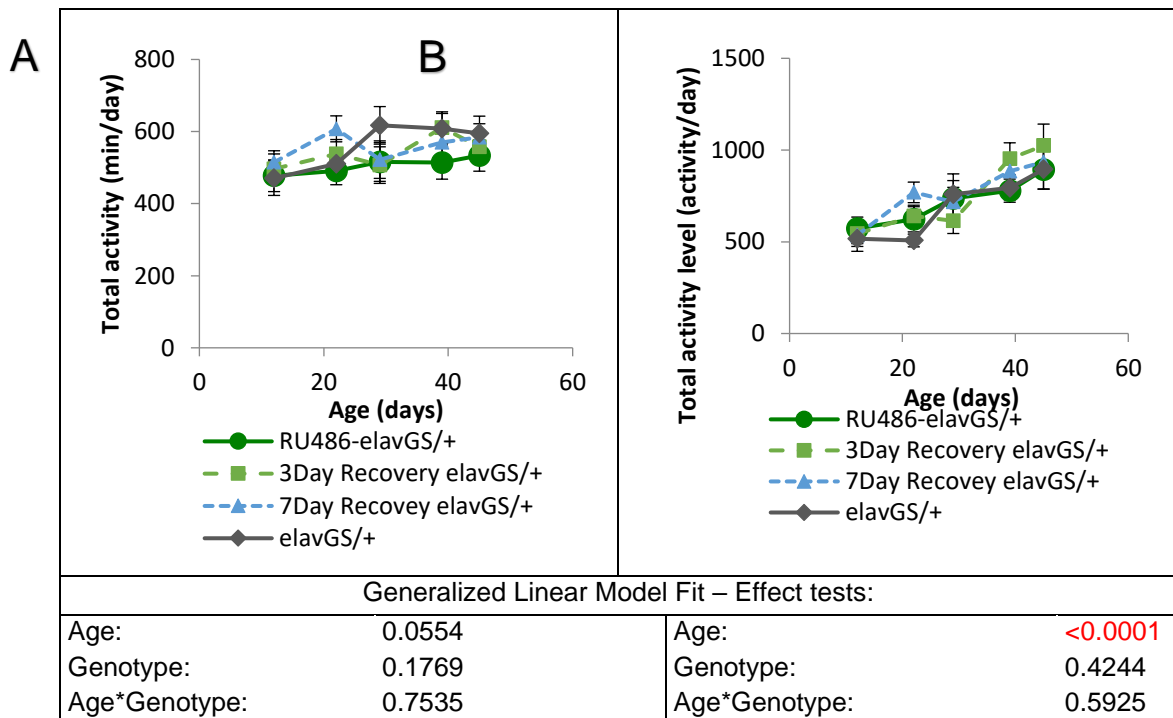 A
B
Total activity (min/day)
800
600
400
200
0
0 20 40 60
Age (days)
RU486-elavGS/+
3Day Recovery elavGS/+
7Day Recovey elavGS/+
elavGS/+
Total activity level (activity/day)
1500
1000
500
0
0 20 40 60
Age (days)
RU486-elavGS/+
3Day Recovery elavGS/+
7Day Recovey elavGS/+
elavGS/+
Generalized Linear Model Fit – Effect tests:
Age: 0.0554
Genotype: 0.1769
Age*Genotype: 0.7535
Age: <0.0001
Genotype: 0.4244
Age*Genotype: 0.5925